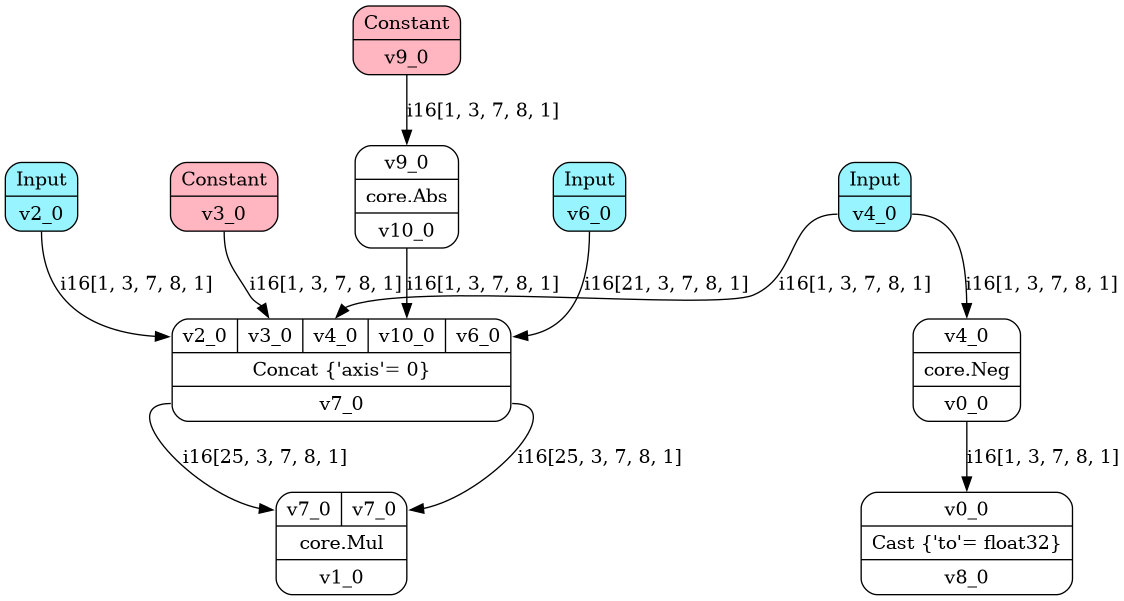 Constant
v9_0
i16[1, 3, 7, 8, 1]
Input
v2_0
Constant
v3_0
v9_0
core.Abs
v10_0
Input
v6_0
Input
v4_0
i16[1, 3, 7, 8, 1]
i16[1, 3, 7, 8, 1]
i16[1, 3, 7, 8, 1]
i16[21, 3, 7, 8, 1]
i16[1, 3, 7, 8, 1]
i16[1, 3, 7, 8, 1]
v2_0 v3_0 v4_0 v10_0 v6_0
Concat {'axis'= 0}
v7_0
v4_0
core.Neg
v0_0
i16[25, 3, 7, 8, 1]
i16[25, 3, 7, 8, 1]
i16[1, 3, 7, 8, 1]
v7_0 v7_0
core.Mul
v1_0
v0_0
Cast {'to'= float32}
v8_0